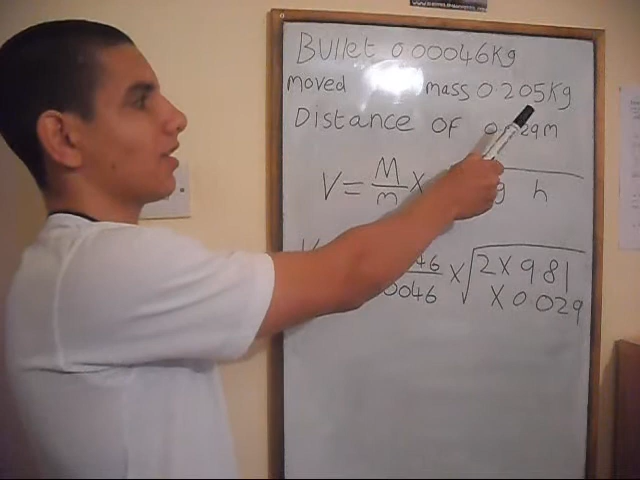 Bullet 0.00046Kg
moved mass 0.205Kg
Distance of 0.029m
V = M/m X g h
46/0046 X √2 X 9.81
X 0.029